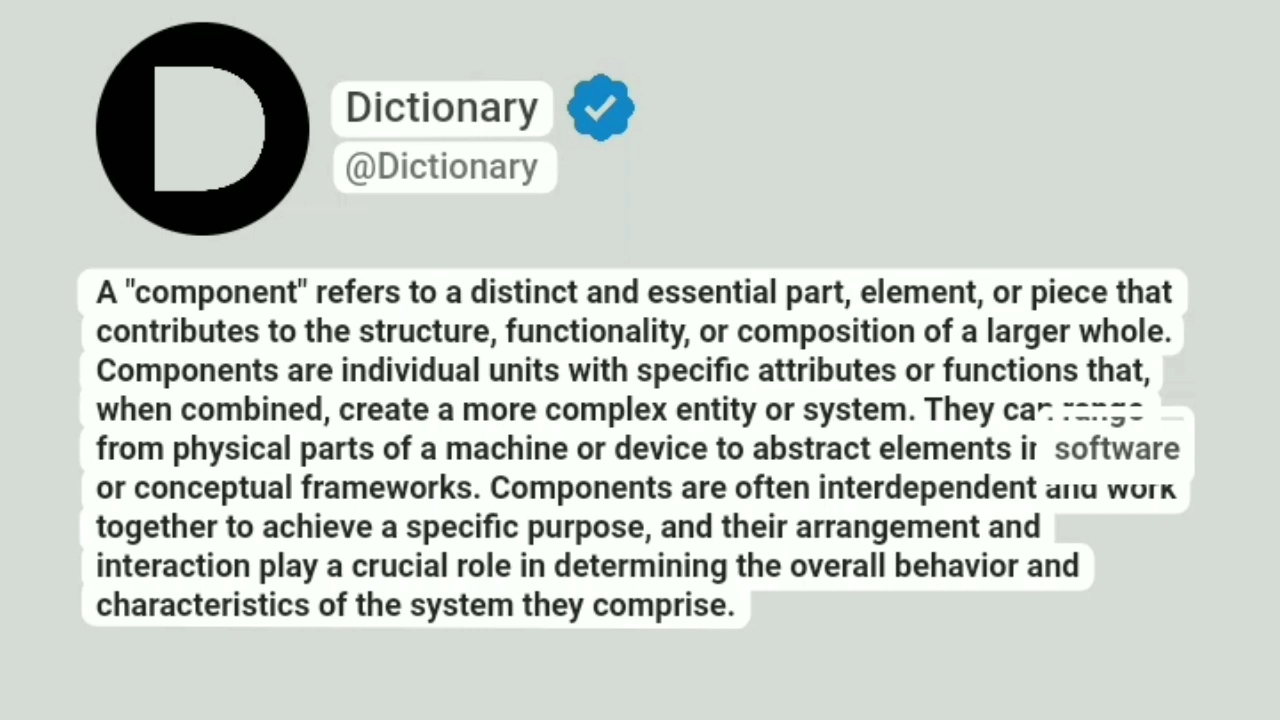 D
Dictionary
@Dictionary
A "component" refers to a distinct and essential part, element, or piece that
contributes to the structure, functionality, or composition of a larger whole.
Components are individual units with specific attributes or functions that,
when combined, create a more complex entity or system. They can range
from physical parts of a machine or device to abstract elements in software
or conceptual frameworks. Components are often interdependent and work
together to achieve a specific purpose, and their arrangement and
interaction play a crucial role in determining the overall behavior and
characteristics of the system they comprise.